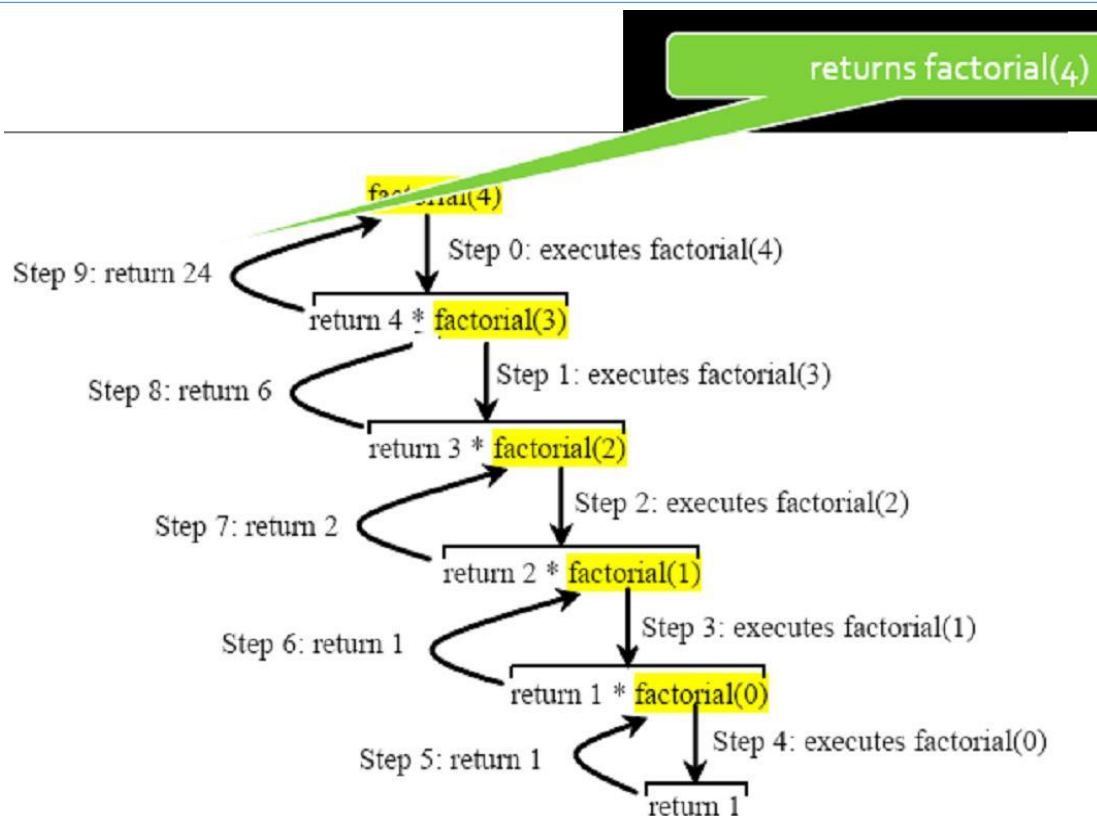 returns factorial(4)
factorial(4)
Step 0: executes factorial(4)
Step 9: return 24
return 4 * factorial(3)
Step 1: executes factorial(3)
Step 8: return 6
return 3 * factorial(2)
Step 2: executes factorial(2)
Step 7: return 2
return 2 * factorial(1)
Step 3: executes factorial(1)
Step 6: return 1
return 1 * factorial(0)
Step 4: executes factorial(0)
Step 5: return 1
return 1